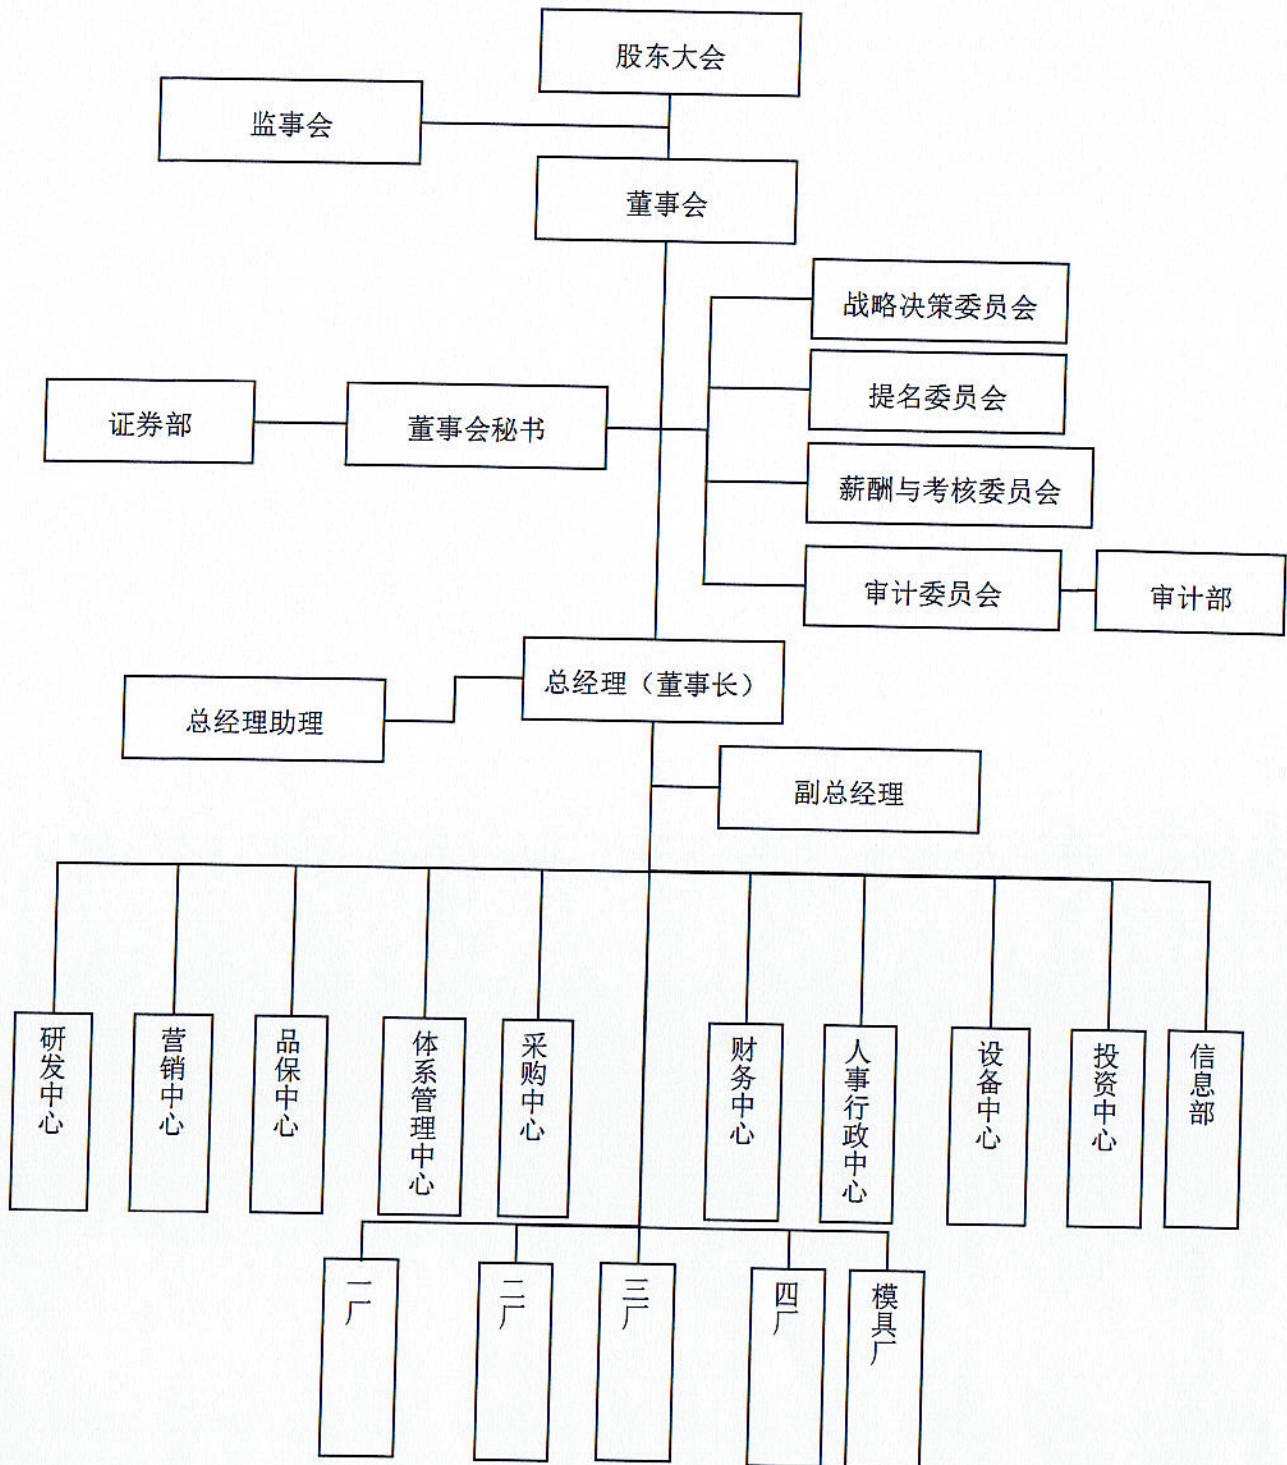 股东大会
监事会
董事会
战略决策委员会
提名委员会
证券部
董事会秘书
薪酬与考核委员会
审计委员会
审计部
总经理（董事长）
总经理助理
副总经理
研发中心
营销中心
品保中心
体系管理中心
采购中心
财务中心
人事行政中心
设备中心
投资中心
信息部
一厂
二厂
三厂
四厂
模具厂